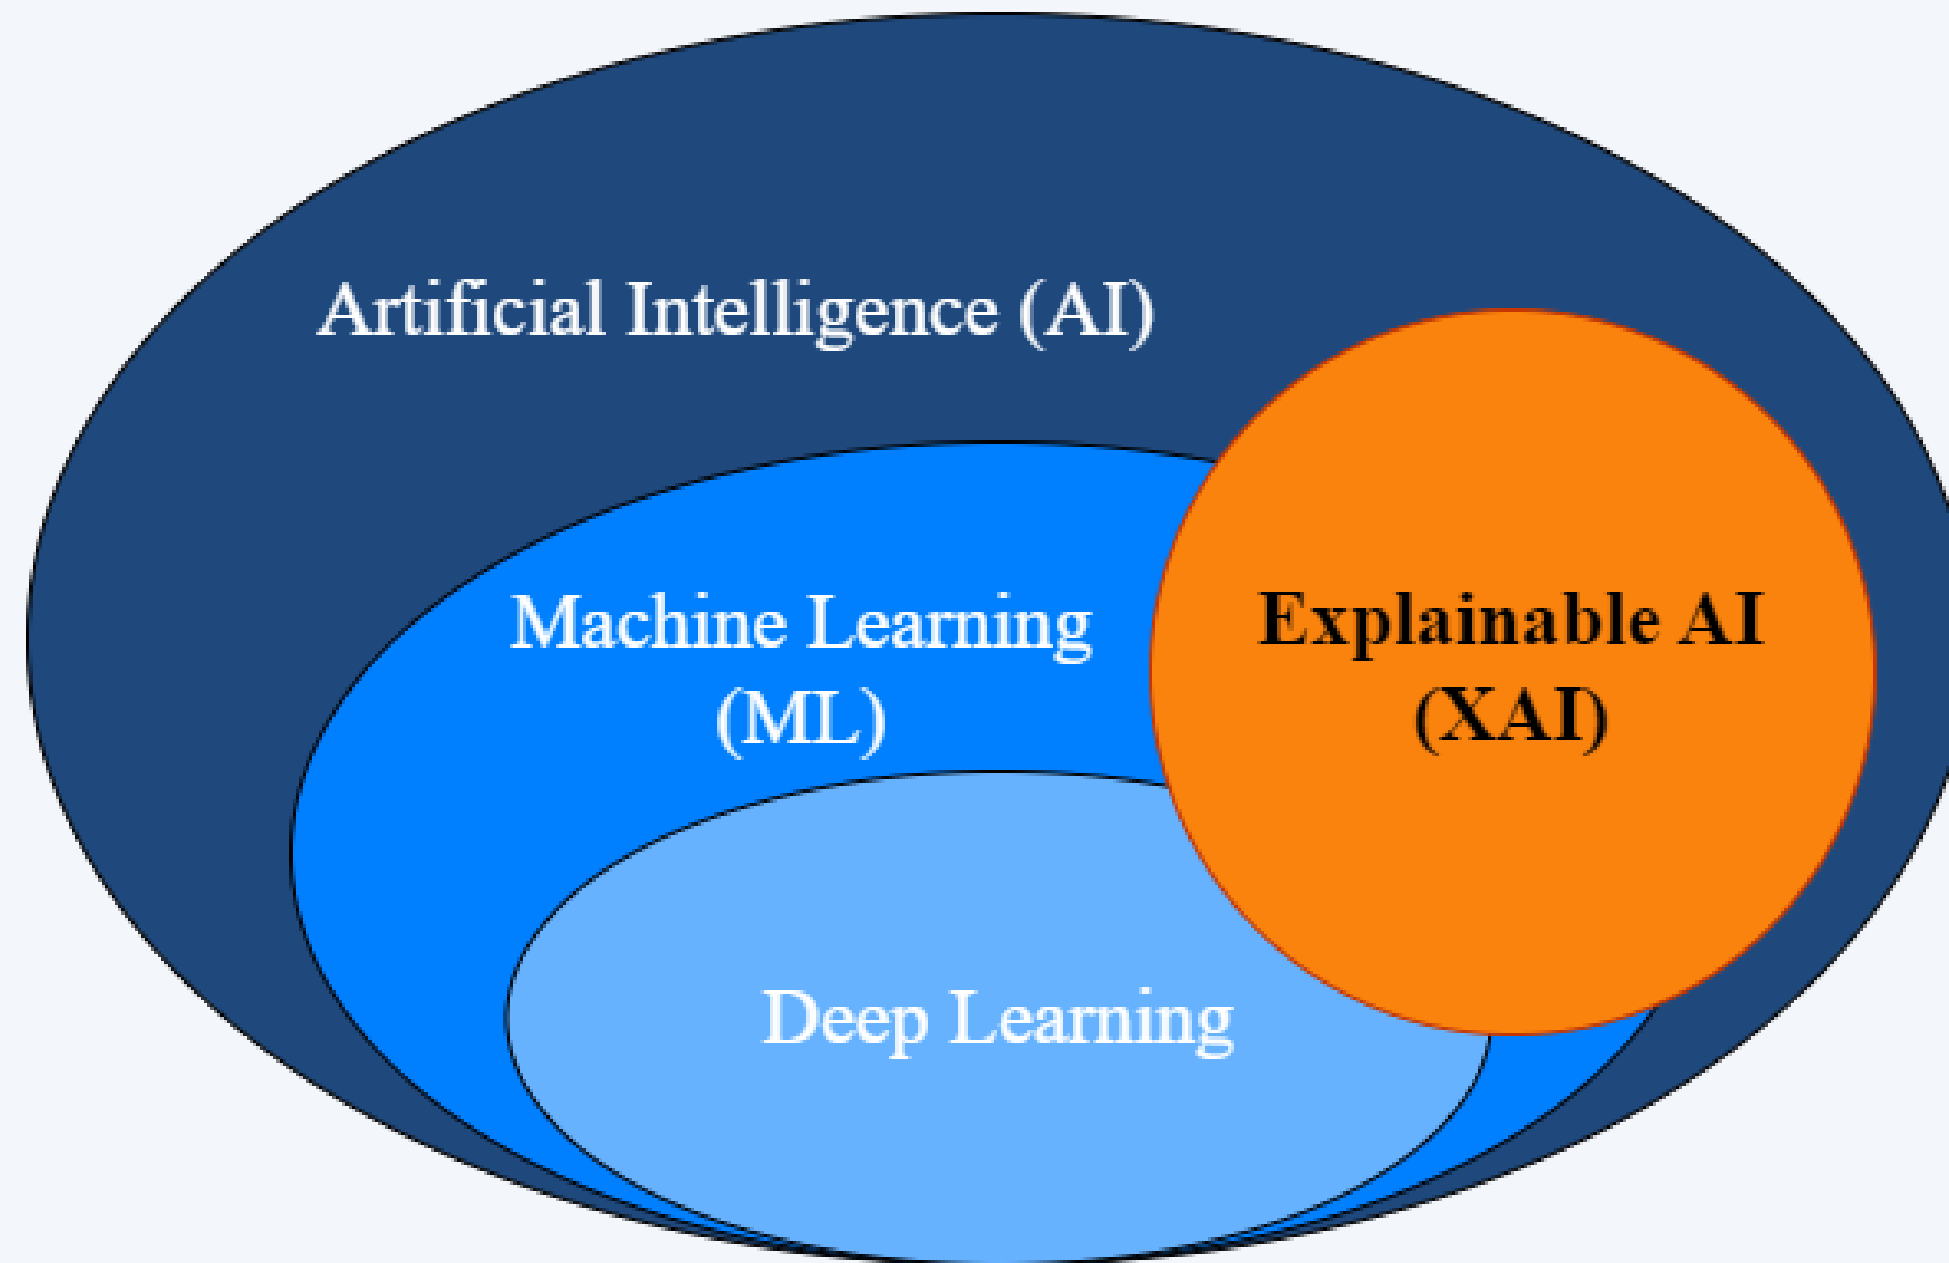 Artificial Intelligence (AI)
Machine Learning
(ML)
Explainable AI
(XAI)
Deep Learning